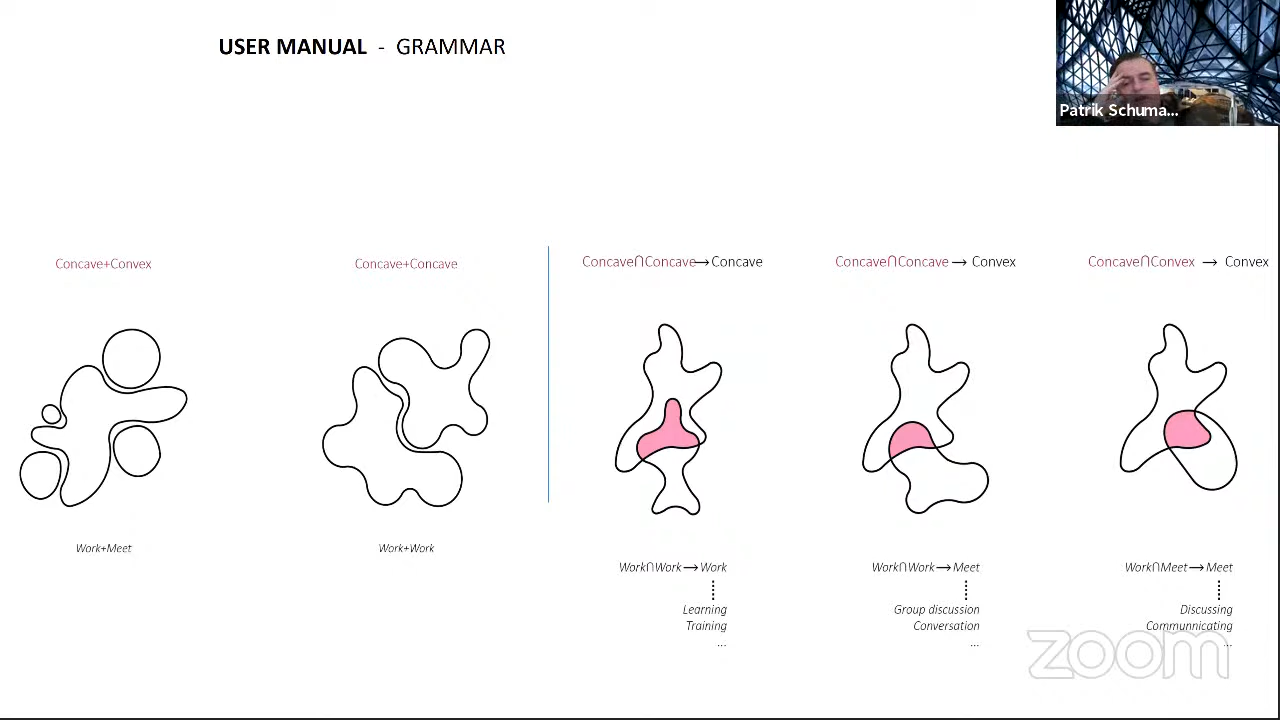 USER MANUAL - GRAMMAR
Patrik Schuma...
Concave+Convex
Concave+Concave
Concave∩Concave→Concave
Concave∩Concave → Convex
Concave∩Convex → Convex
Work+Meet
Work+Work
Work∩Work→Work
Learning
Training
...
Work∩Work→Meet
Group discussion
Conversation
...
Work∩Meet→Meet
Discussing
Communnicating
...
zoom